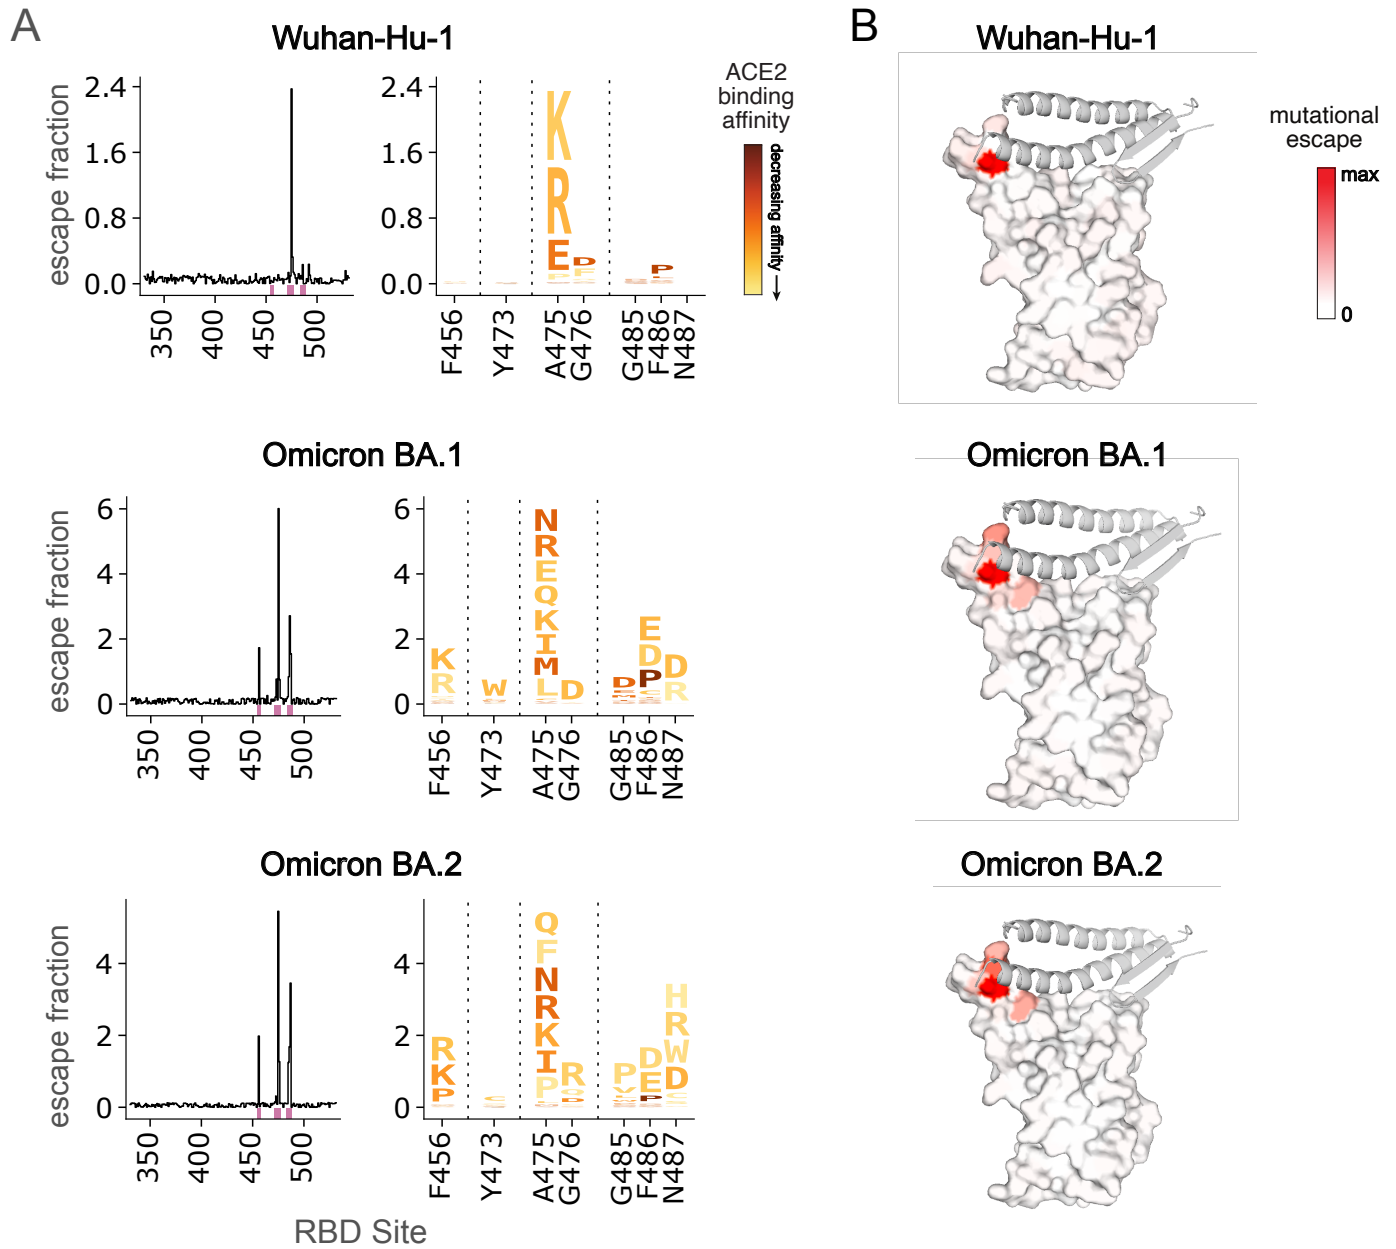 A
Wuhan-Hu-1
escape fraction
2.4
1.6
0.8
0.0
350
400
450
500
2.4
1.6
0.8
0.0
K
R
E
D
P
F456
Y473
A475
G476
G485
F486
N487
ACE2
binding
affinity
decreasing affinity →
B
Wuhan-Hu-1
mutational
escape
max
0
Omicron BA.1
escape fraction
6
4
2
0
350
400
450
500
6
4
2
0
K
R
W
N
R
E
Q
K
I
M
L
D
D
E
D
P
D
R
F456
Y473
A475
G476
G485
F486
N487
Omicron BA.1
Omicron BA.2
escape fraction
4
2
0
350
400
450
500
4
2
0
R
K
P
C
Q
F
N
R
K
I
P
R
D
P
D
E
P
H
R
W
D
F456
Y473
A475
G476
G485
F486
N487
Omicron BA.2
RBD Site